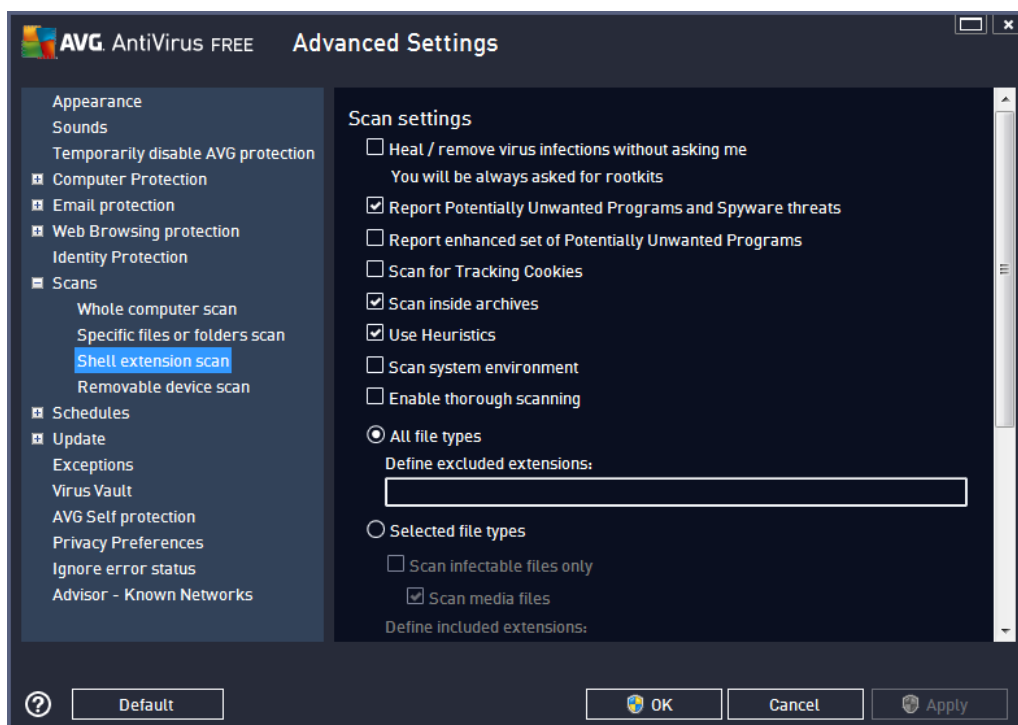 AVG. AntiVirus FREE Advanced Settings
Appearance
Sounds
Temporarily disable AVG protection
Computer Protection
Email protection
Web Browsing protection
Identity Protection
Scans
Whole computer scan
Specific files or folders scan
Shell extension scan
Removable device scan
Schedules
Update
Exceptions
Virus Vault
AVG Self protection
Privacy Preferences
Ignore error status
Advisor - Known Networks
Scan settings
Heal / remove virus infections without asking me
You will be always asked for rootkits
Report Potentially Unwanted Programs and Spyware threats
Report enhanced set of Potentially Unwanted Programs
Scan for Tracking Cookies
Scan inside archives
Use Heuristics
Scan system environment
Enable thorough scanning
All file types
Define excluded extensions:
Selected file types
Scan infectable files only
Scan media files
Define included extensions:
Default
OK
Cancel
Apply